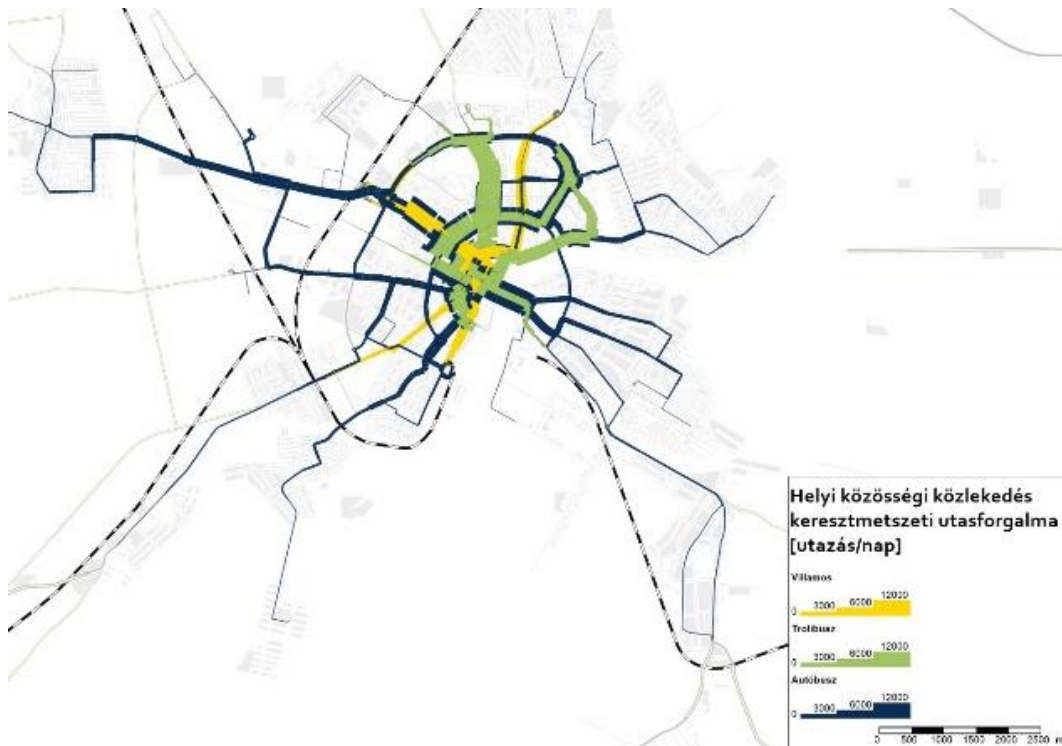 Helyi közösségi közlekedés
keresztmetszeti utasforgalma
[utazás/nap]
Villamos
0 3000 6000 12000
Trolibusz
0 3000 6000 12000
Autóbusz
0 3000 6000 12000
0 500 1000 1500 2000 2500 m